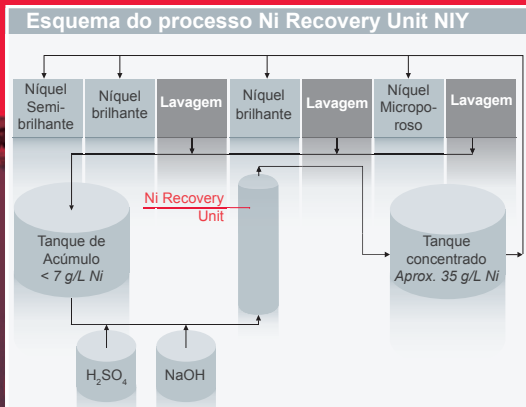 Esquema do processo Ni Recovery Unit NIY
Níquel
Semi-
brilhante
Níquel
brilhante
Lavagem
Níquel
brilhante
Lavagem
Níquel
Micropo-
roso
Lavagem
Ni Recovery
Unit
Tanque de
Acúmulo
< 7 g/L Ni
Tanque
concentrado
Aprox. 35 g/L Ni
H₂SO₄
NaOH